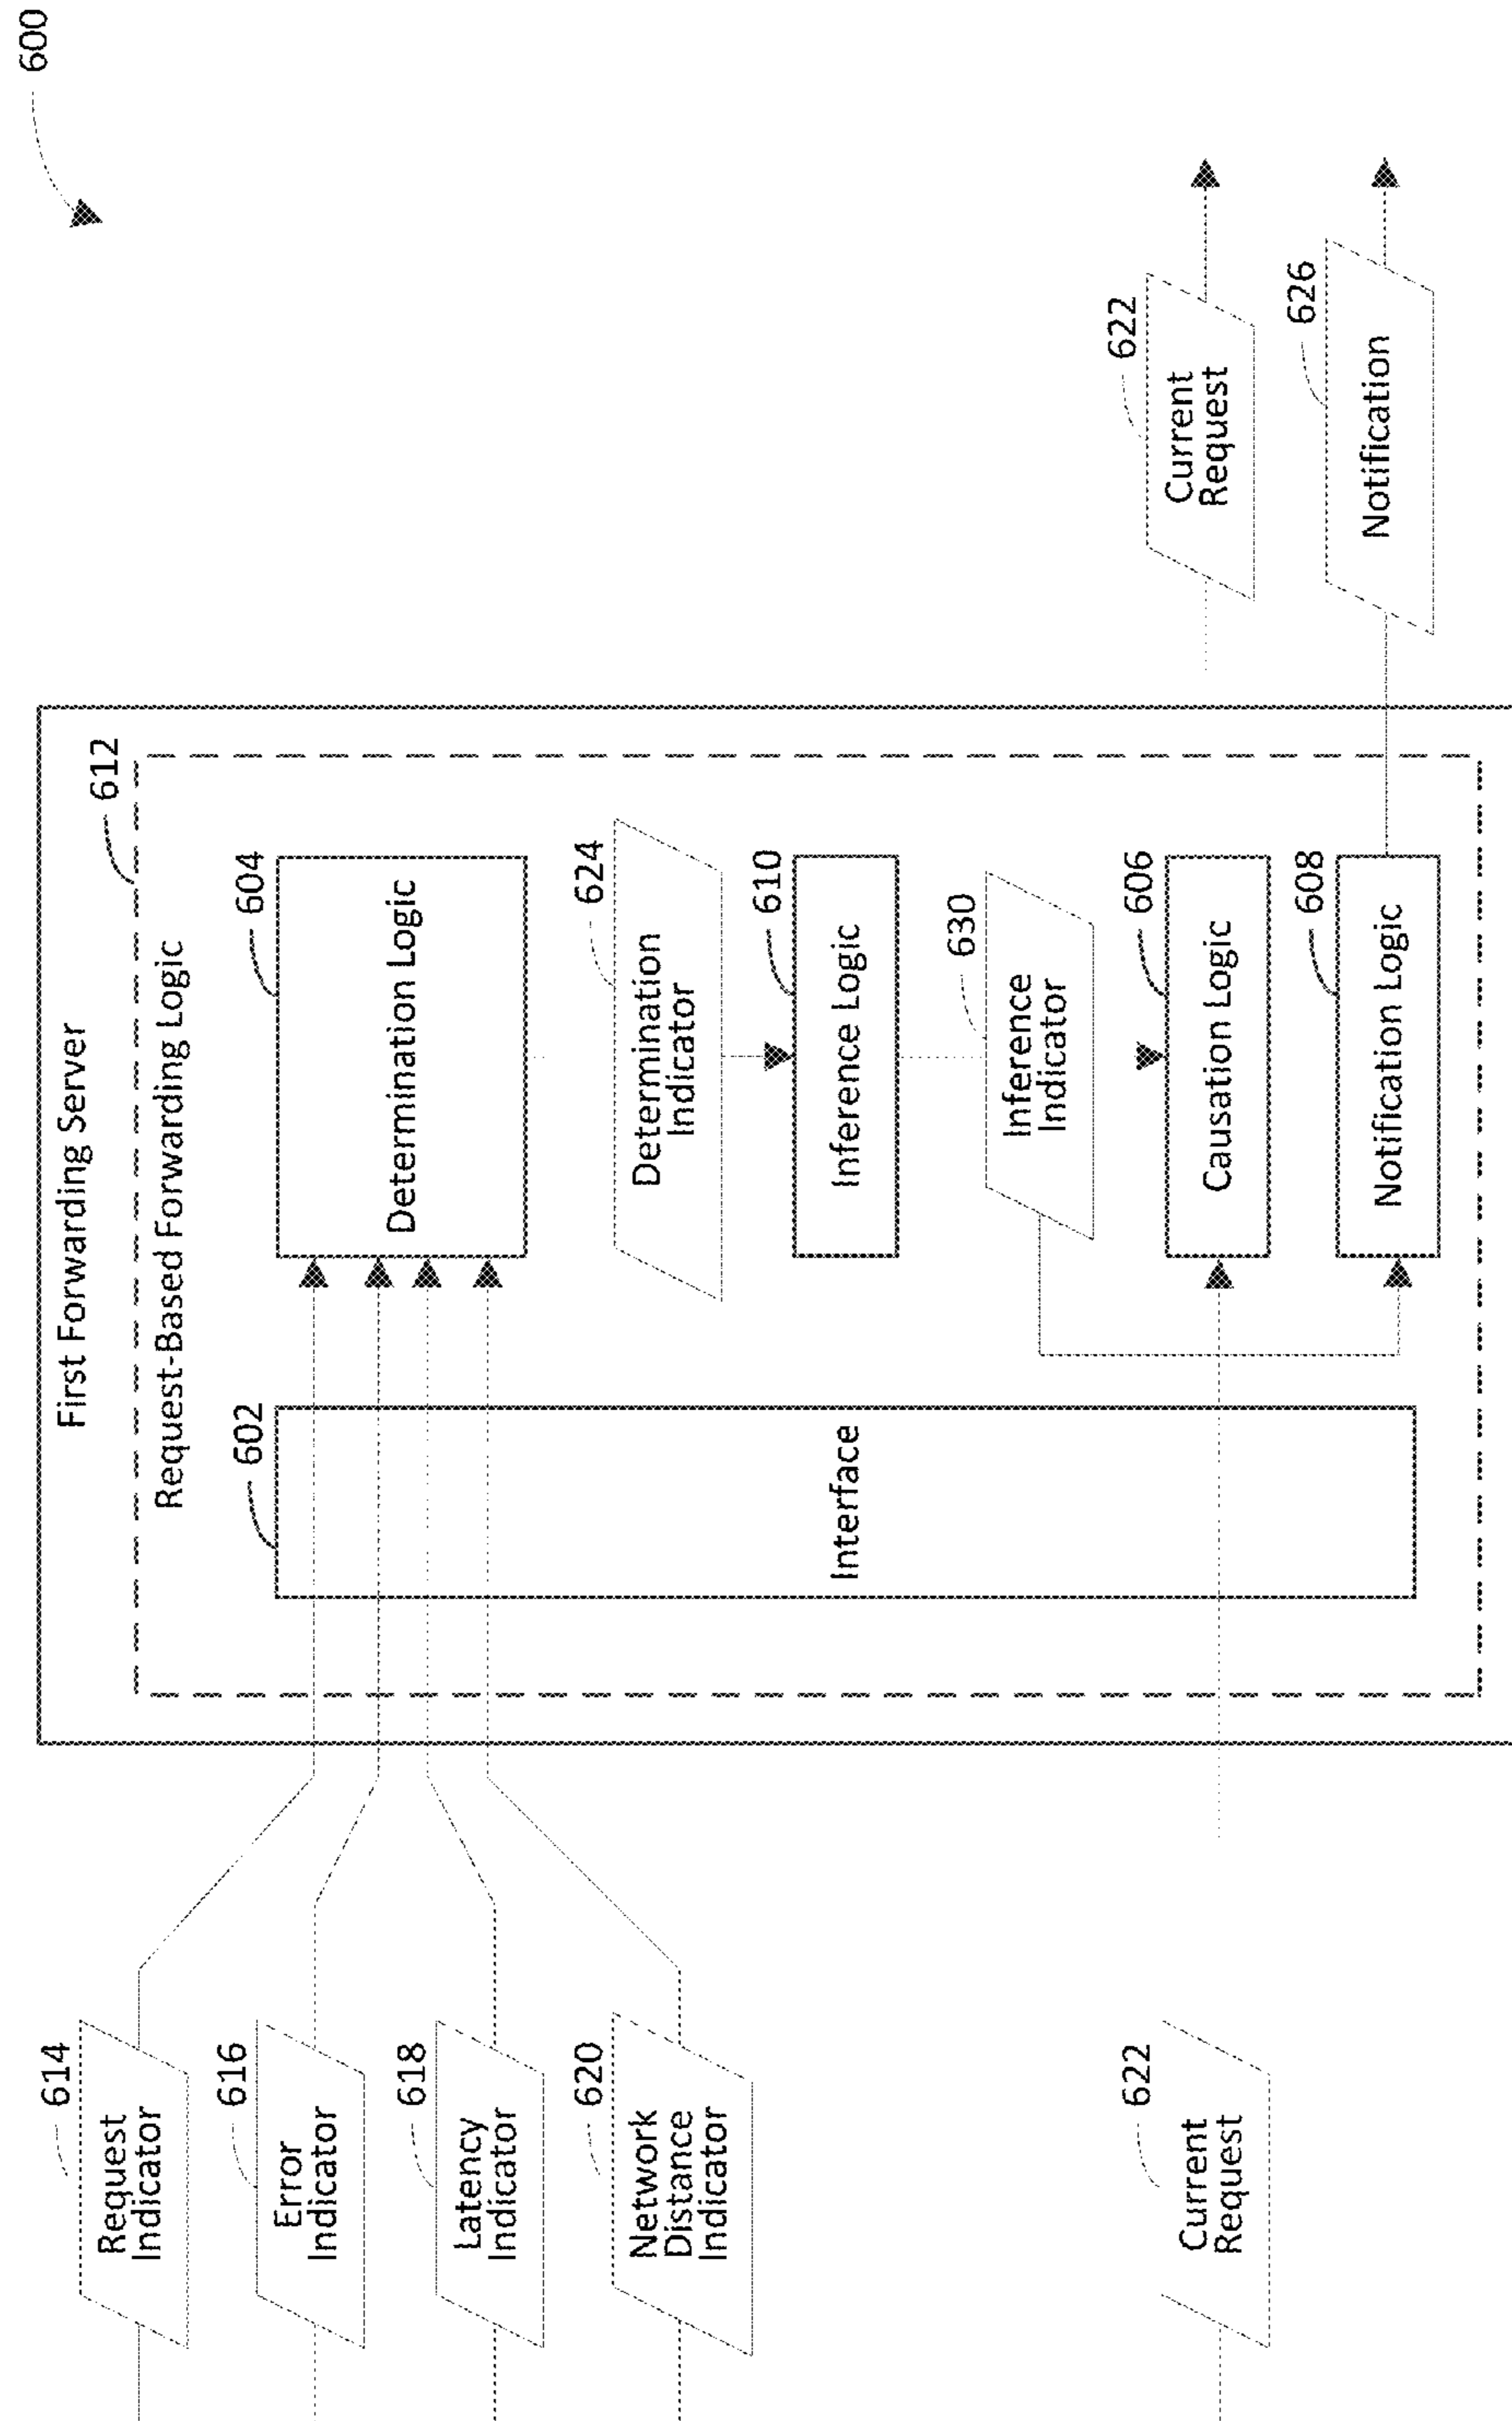 600
First Forwarding Server
612
Request-Based Forwarding Logic
614
Request
Indicator
616
Error
Indicator
618
Latency
Indicator
620
Network
Distance
Indicator
622
Current
Request
602
Interface
604
Determination Logic
624
Determination
Indicator
610
Inference Logic
630
Inference
Indicator
606
Causation Logic
608
Notification Logic
622
Current
Request
626
Notification